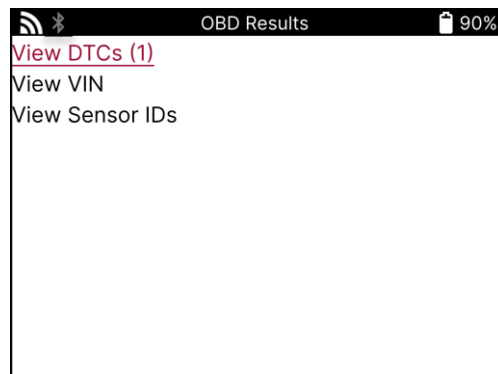 OBD Results 90%
View DTCs (1)
View VIN
View Sensor IDs